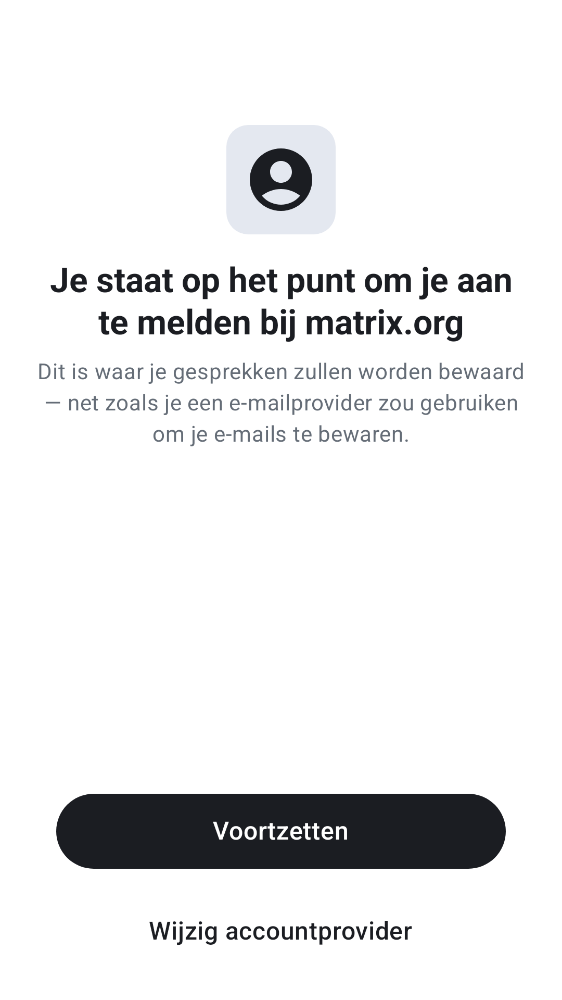 Je staat op het punt om je aan
te melden bij matrix.org
Dit is waar je gesprekken zullen worden bewaard
— net zoals je een e-mailprovider zou gebruiken
om je e-mails te bewaren.
Voortzetten
Wijzig accountprovider